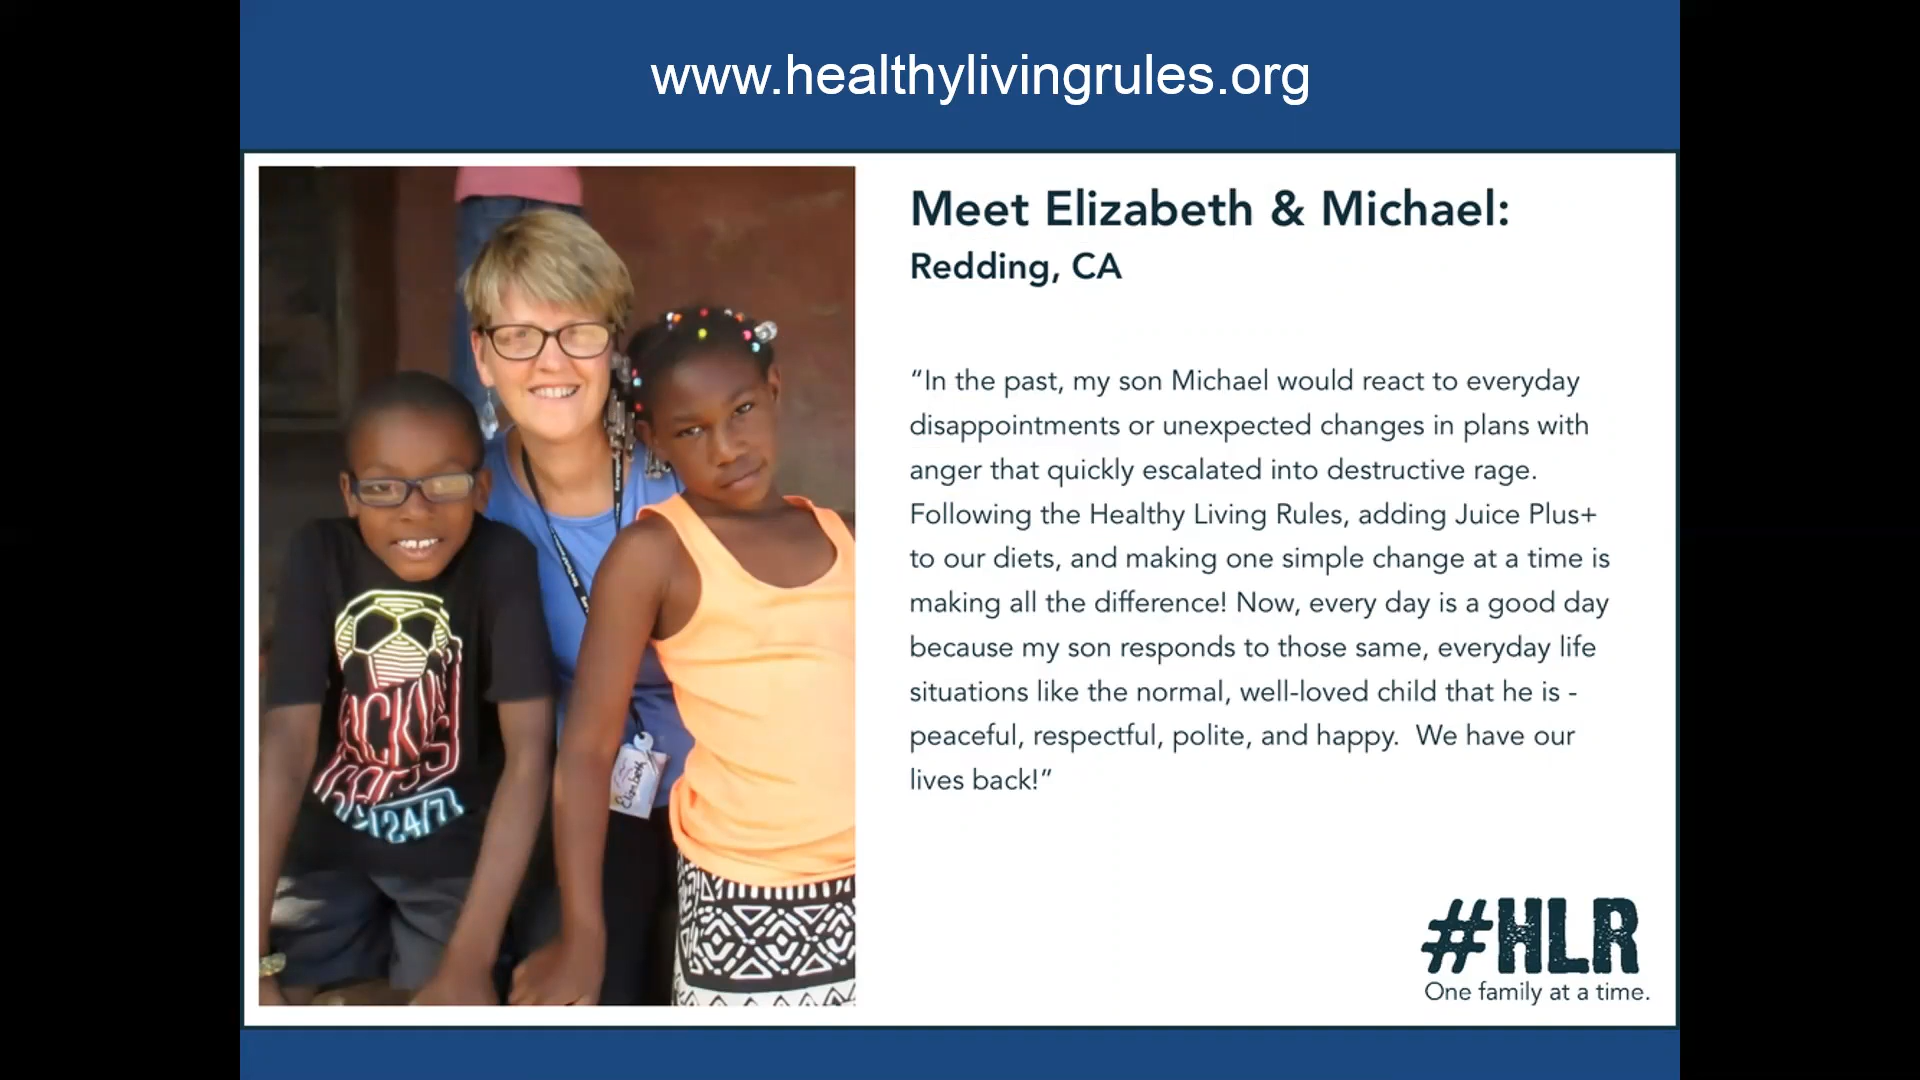 www.healthylivingrules.org
Meet Elizabeth & Michael:
Redding, CA
“In the past, my son Michael would react to everyday
disappointments or unexpected changes in plans with
anger that quickly escalated into destructive rage.
Following the Healthy Living Rules, adding Juice Plus+
to our diets, and making one simple change at a time is
making all the difference! Now, every day is a good day
because my son responds to those same, everyday life
situations like the normal, well-loved child that he is -
peaceful, respectful, polite, and happy.  We have our
lives back!”
Elizabeth
24/7
#HLR
One family at a time.